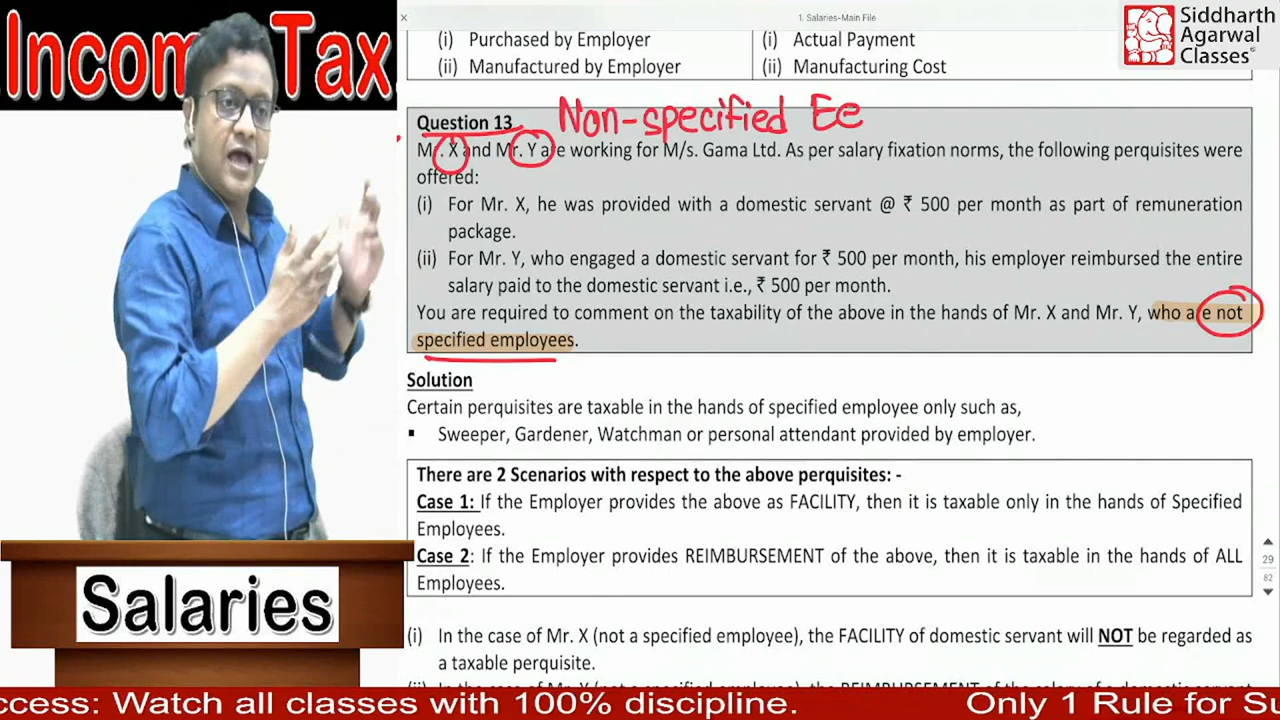 Income Tax
1. Salaries-Main File
Siddharth
Agarwal
Classes
(i) Purchased by Employer
(i) Actual Payment
(ii) Manufactured by Employer
(ii) Manufacturing Cost
Question 13
Non-specified Ee
Mr. X and Mr. Y are working for M/s. Gama Ltd. As per salary fixation norms, the following perquisites were
offered:
(i) For Mr. X, he was provided with a domestic servant @ ₹ 500 per month as part of remuneration
package.
(ii) For Mr. Y, who engaged a domestic servant for ₹ 500 per month, his employer reimbursed the entire
salary paid to the domestic servant i.e., ₹ 500 per month.
You are required to comment on the taxability of the above in the hands of Mr. X and Mr. Y, who are not
specified employees.
Solution
Certain perquisites are taxable in the hands of specified employee only such as,
▪ Sweeper, Gardener, Watchman or personal attendant provided by employer.
There are 2 Scenarios with respect to the above perquisites: -
Case 1: If the Employer provides the above as FACILITY, then it is taxable only in the hands of Specified
Employees.
Case 2: If the Employer provides REIMBURSEMENT of the above, then it is taxable in the hands of ALL
Employees.
29
82
(i) In the case of Mr. X (not a specified employee), the FACILITY of domestic servant will NOT be regarded as
a taxable perquisite.
Salaries
ccess: Watch all classes with 100% discipline. Only 1 Rule for Su